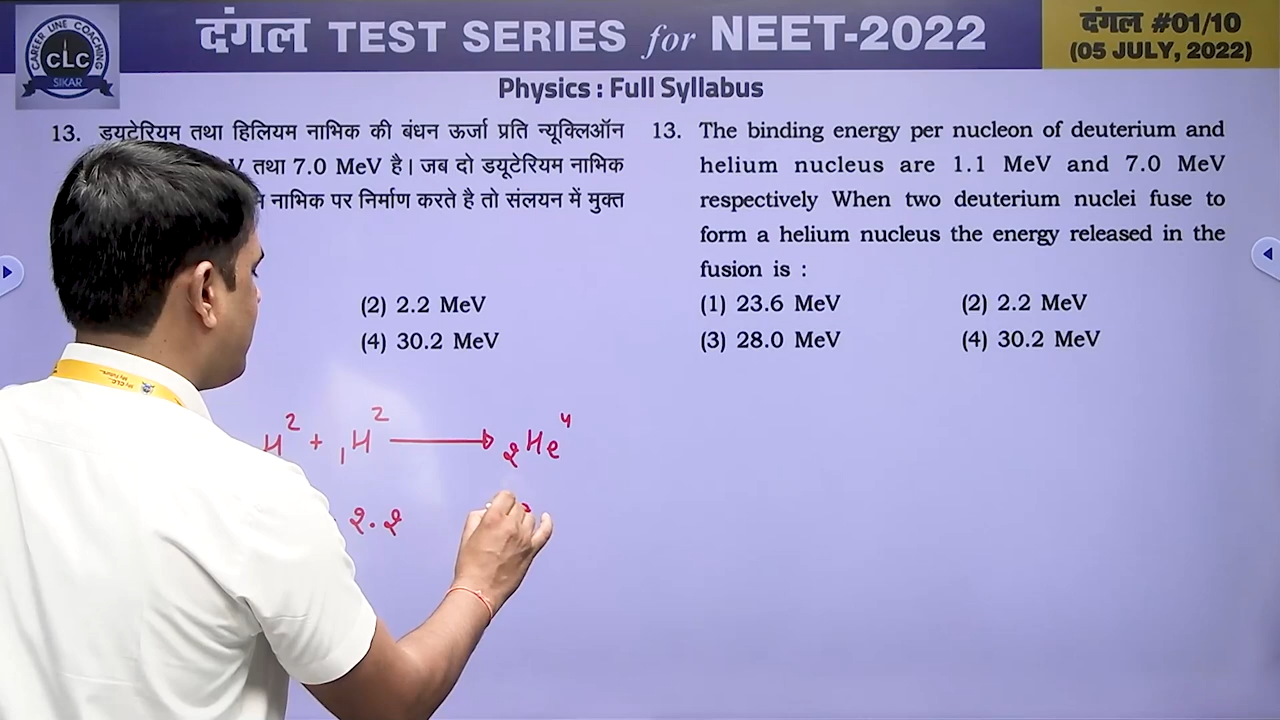 दंगल TEST SERIES for NEET-2022
दंगल #01/10
(05 JULY, 2022)
CAREER LINE COACHING
CLC
SIKAR
Physics : Full Syllabus
13. डयूटेरियम तथा हिलियम नाभिक की बंधन ऊर्जा प्रति न्यूक्लिऑन
तथा 7.0 MeV है। जब दो डयूटेरियम नाभिक
नाभिक पर निर्माण करते है तो संलयन में मुक्त
(2) 2.2 MeV
(4) 30.2 MeV
13. The binding energy per nucleon of deuterium and
helium nucleus are 1.1 MeV and 7.0 MeV
respectively When two deuterium nuclei fuse to
form a helium nucleus the energy released in the
fusion is :
(1) 23.6 MeV (2) 2.2 MeV
(3) 28.0 MeV (4) 30.2 MeV
H² + ₁H² → ₂He⁴
2.2